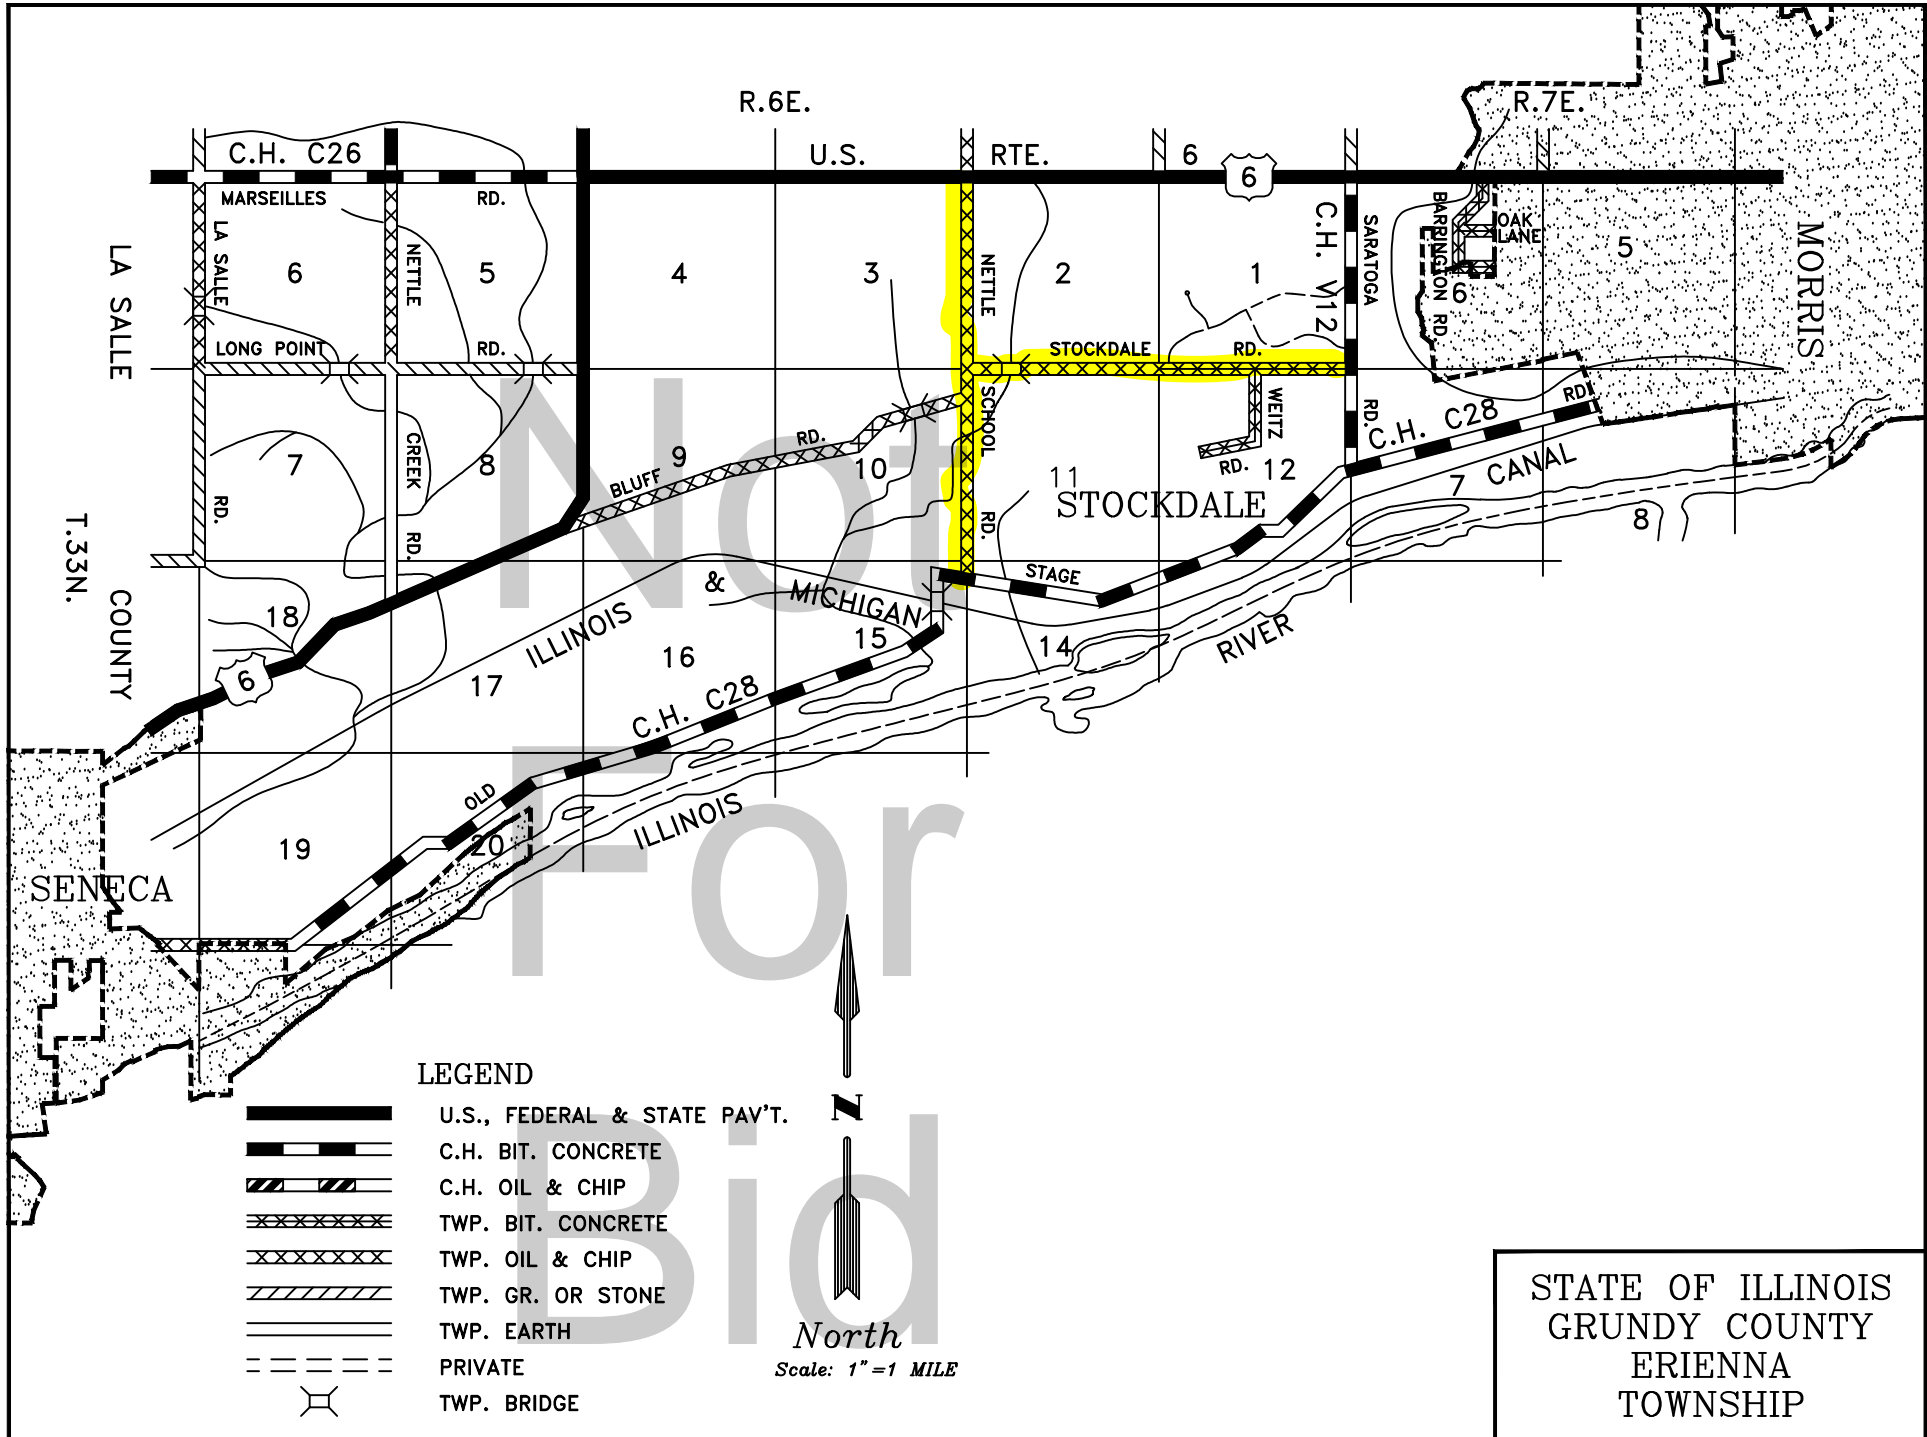 R.6E.
R.7E.
C.H. C26
U.S. RTE. 6
6
MARSEILLES RD.
LA SALLE
NETTLE
NETTLE
C.H. V12
SARATOGA
BARRINGTON RD
OAK
LANE
MORRIS
LA SALLE
6
5
4
3
2
1
6
5
LONG POINT RD.
STOCKDALE RD.
Not
SCHOOL
WEITZ
RD.
RD.
C.H. C28
RD.
7
CREEK
8
9
BLUFF RD.
10
11
12
7
CANAL
8
STOCKDALE
RD.
RD.
RD.
T.33N.
COUNTY
18
&
MICHIGAN
STAGE
ILLINOIS
15
14
RIVER
6
17
16
C.H. C28
For
OLD
ILLINOIS
19
20
SENECA
LEGEND
U.S., FEDERAL & STATE PAV'T.
C.H. BIT. CONCRETE
C.H. OIL & CHIP
TWP. BIT. CONCRETE
TWP. OIL & CHIP
TWP. GR. OR STONE
TWP. EARTH
PRIVATE
TWP. BRIDGE
Bid
N
North
Scale: 1"=1 MILE
STATE OF ILLINOIS
GRUNDY COUNTY
ERIENNA
TOWNSHIP